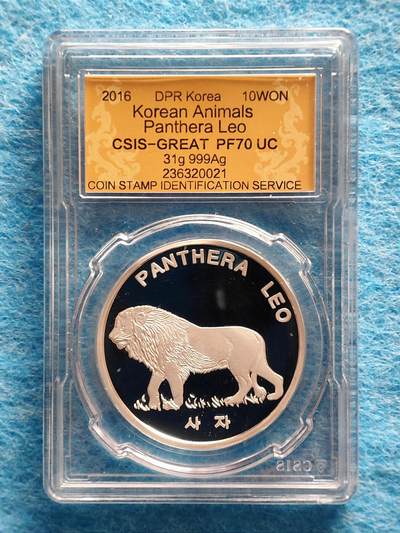 2016 DPR Korea 10WON
Korean Animals
Panthera Leo
CSIS-GREAT PF70 UC
31g 999Ag
236320021
COIN STAMP IDENTIFICATION SERVICE
PANTHERA LEO
사자
CSIS